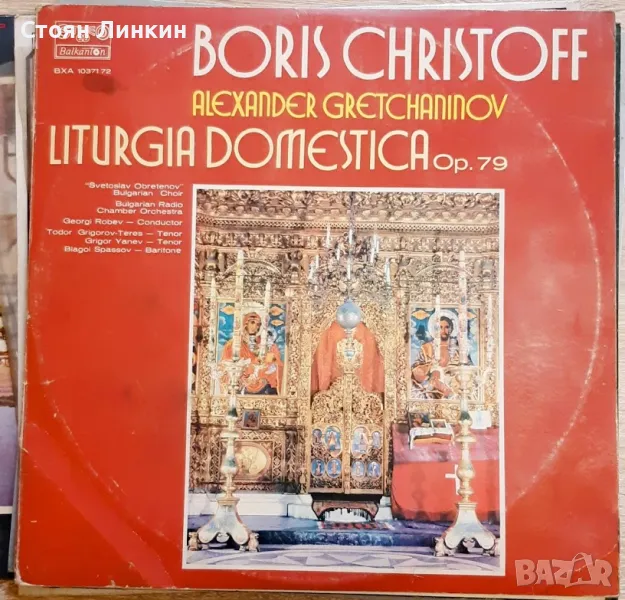 Стоян Линкин
BORIS CHRISTOFF
Balkanton
BXA 10371.72
ALEXANDER GRETCHANINOV
LITURGIA DOMESTICA Op. 79
"Svetoslav Obretenov"
Bulgarian Choir
Bulgarian Radio
Chamber Orchestra
Georgi Robev — Conductor
Todor Grigorov-Teres — Tenor
Grigor Yanev — Tenor
Blagoi Spassov — Baritone
BAZAR